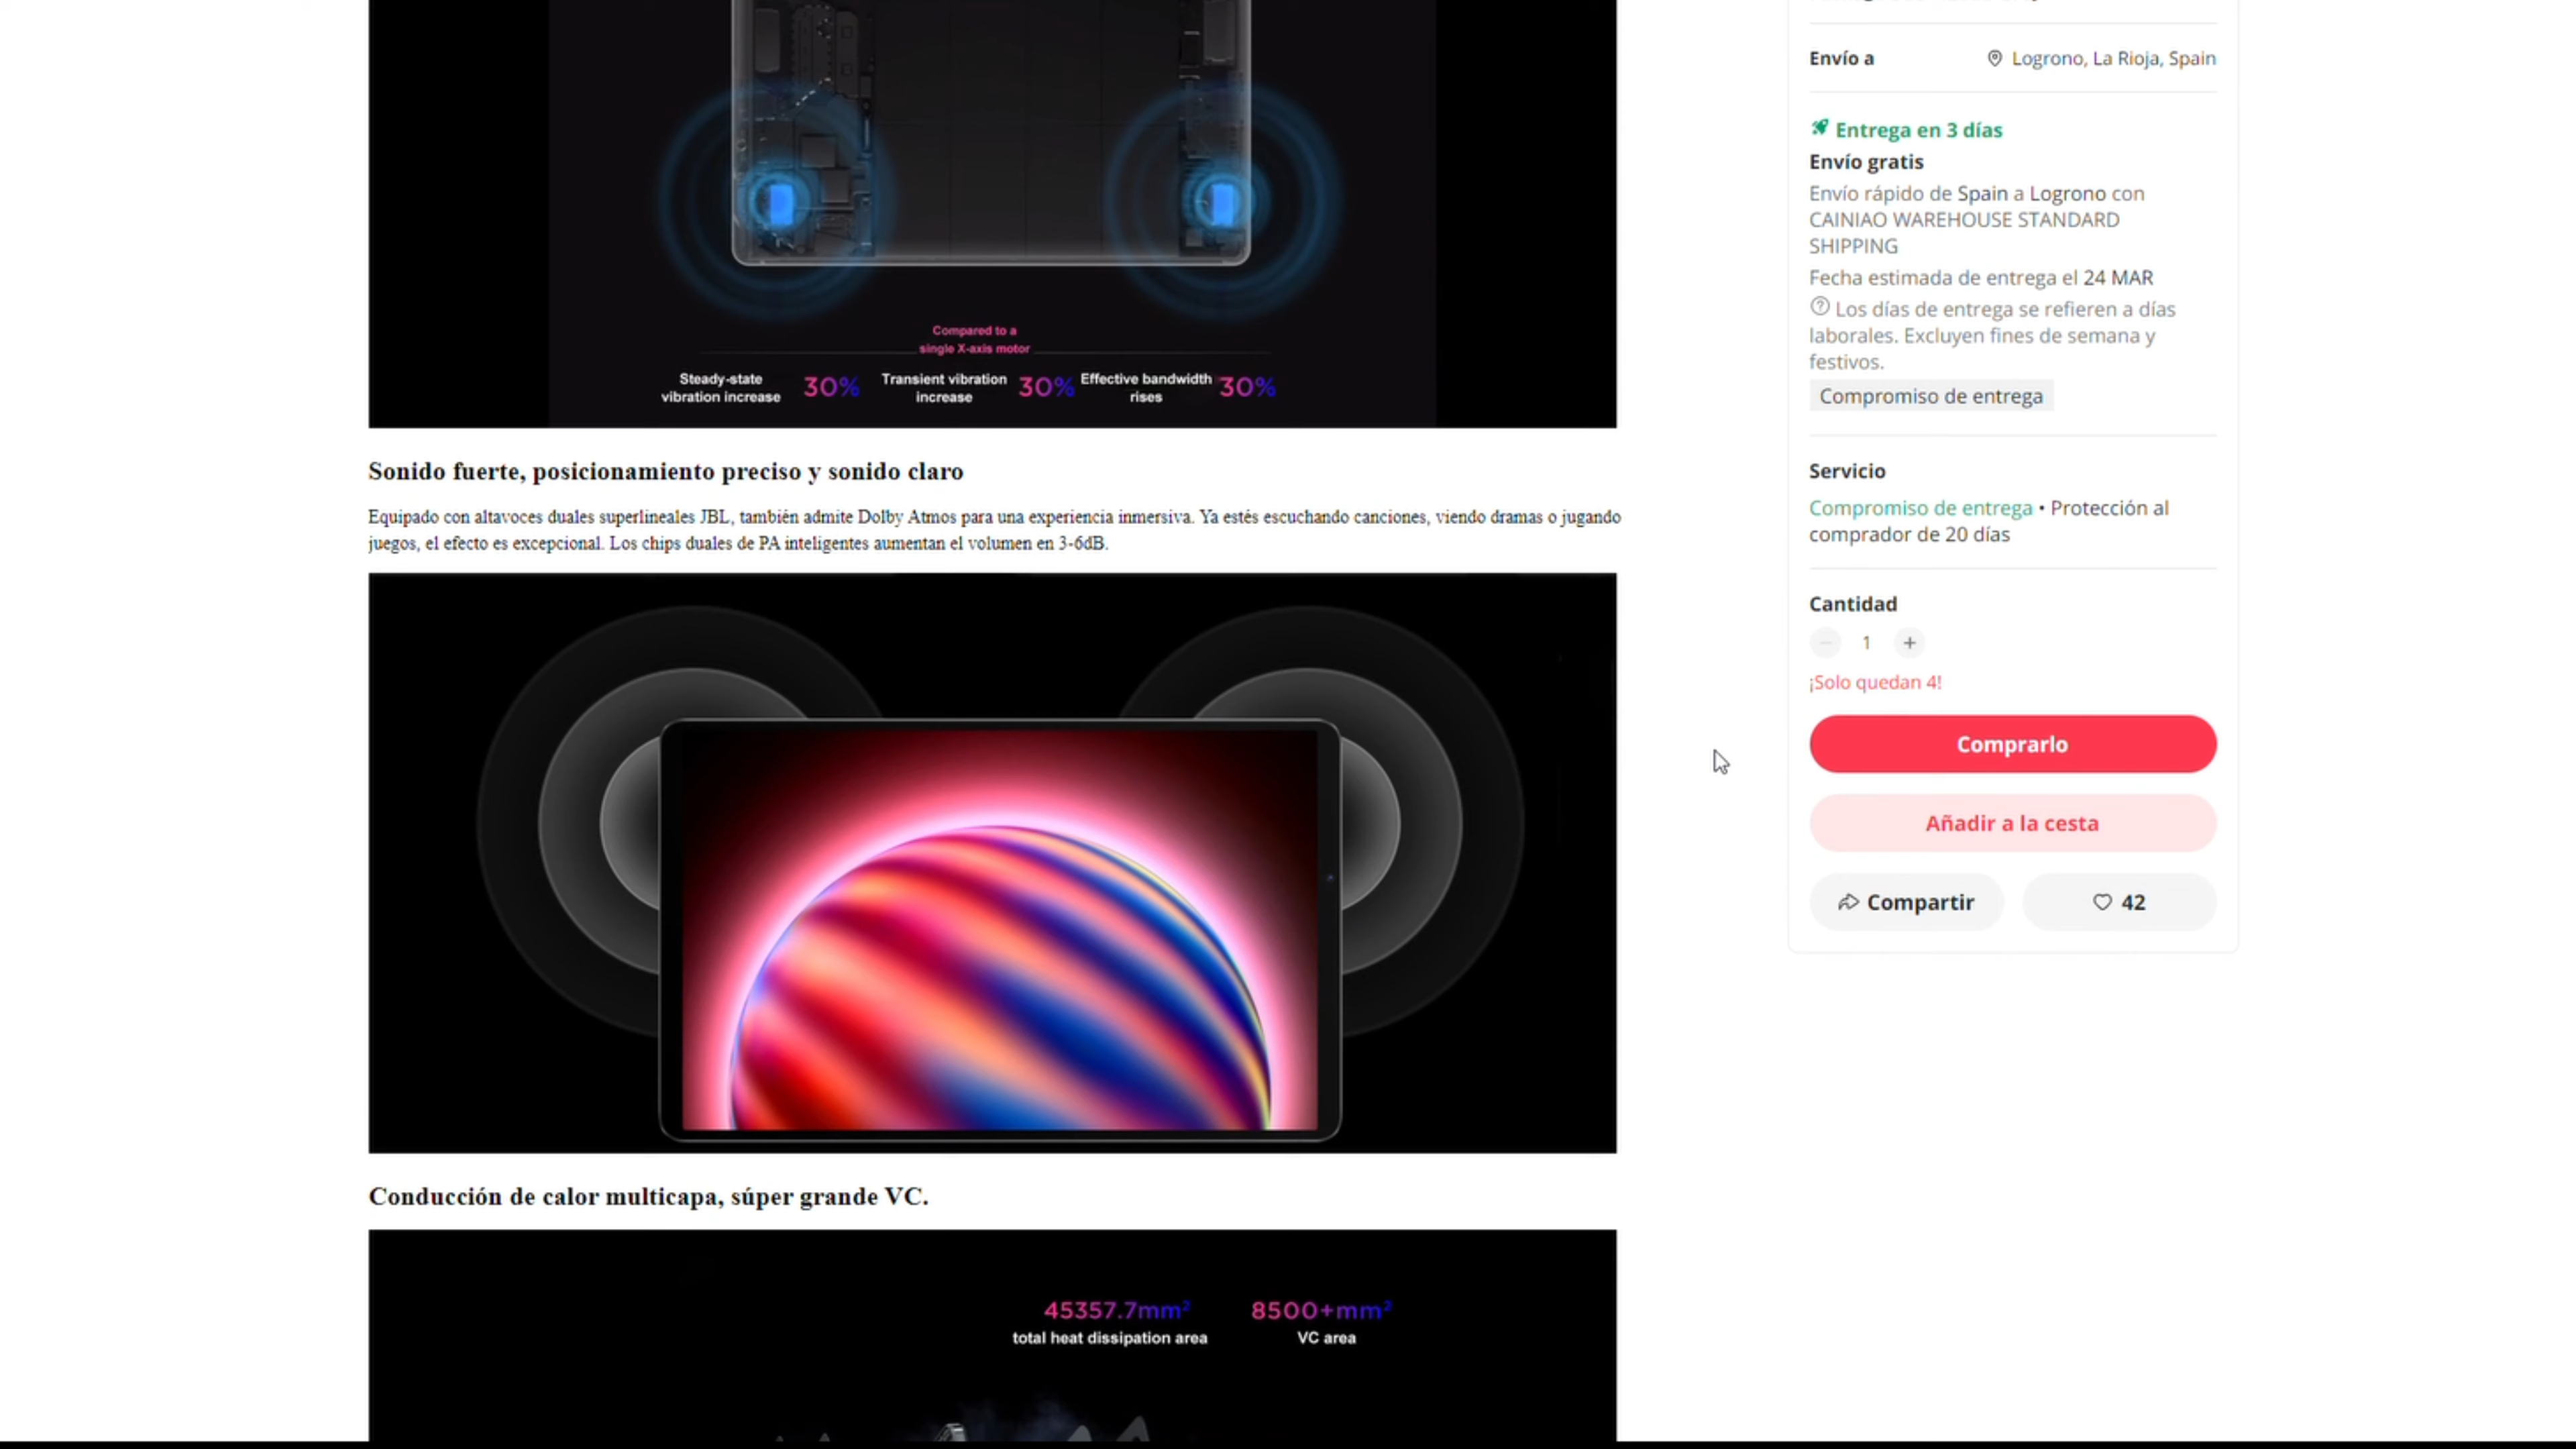 Compared to a
single X-axis motor
Steady-state
vibration increase
30%
Transient vibration
increase
30%
Effective bandwidth
rises
30%
Sonido fuerte, posicionamiento preciso y sonido claro
Equipado con altavoces duales superlineales JBL, también admite Dolby Atmos para una experiencia inmersiva. Ya estés escuchando canciones, viendo dramas o jugando
juegos, el efecto es excepcional. Los chips duales de PA inteligentes aumentan el volumen en 3-6dB.
Conducción de calor multicapa, súper grande VC.
45357.7mm²
total heat dissipation area
8500+mm²
VC area
Envío a
Logrono, La Rioja, Spain
Entrega en 3 días
Envío gratis
Envío rápido de Spain a Logrono con
CAINIAO WAREHOUSE STANDARD
SHIPPING
Fecha estimada de entrega el 24 MAR
Los días de entrega se refieren a días
laborales. Excluyen fines de semana y
festivos.
Compromiso de entrega
Servicio
Compromiso de entrega • Protección al
comprador de 20 días
Cantidad
− 1 +
¡Solo quedan 4!
Comprarlo
Añadir a la cesta
Compartir
42